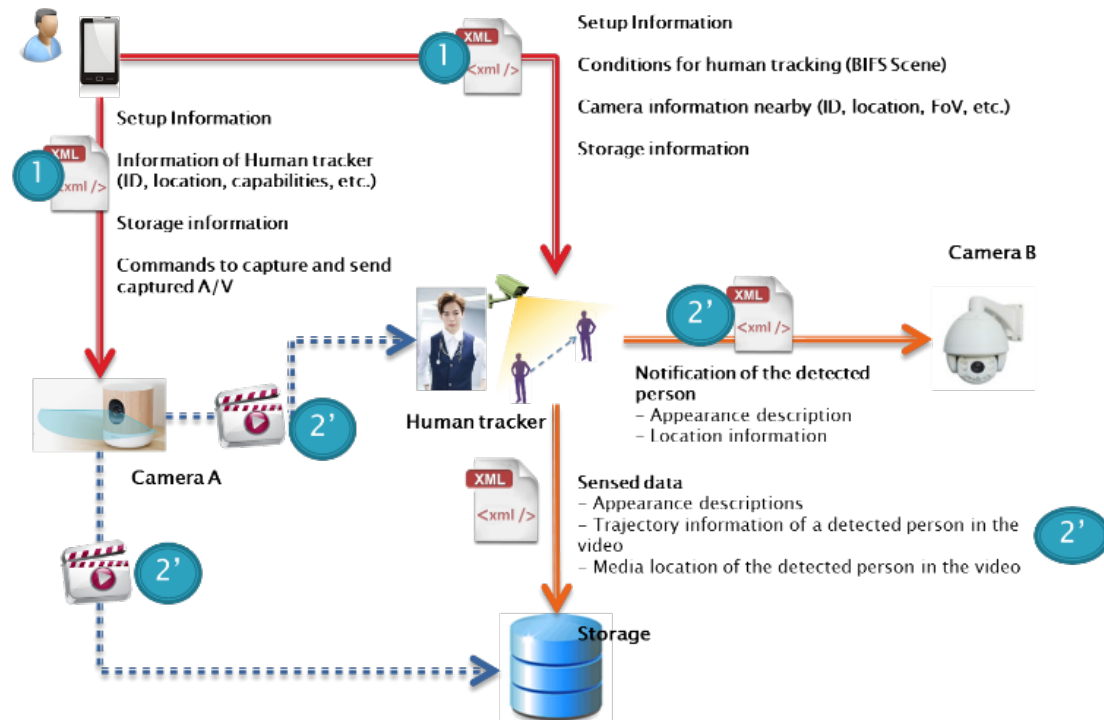 1
XML
<xml />
Setup Information
Conditions for human tracking (BIFS Scene)
Camera information nearby (ID, location, FoV, etc.)
Storage information
Setup Information
1
XML
<xml />
Information of Human tracker
(ID, location, capabilities, etc.)
Storage information
Commands to capture and send
captured A/V
Camera B
2’
XML
<xml />
Notification of the detected
person
– Appearance description
– Location information
Human tracker
2’
Camera A
XML
<xml />
Sensed data
– Appearance descriptions
– Trajectory information of a detected person in the
video
– Media location of the detected person in the video
2’
2’
Storage